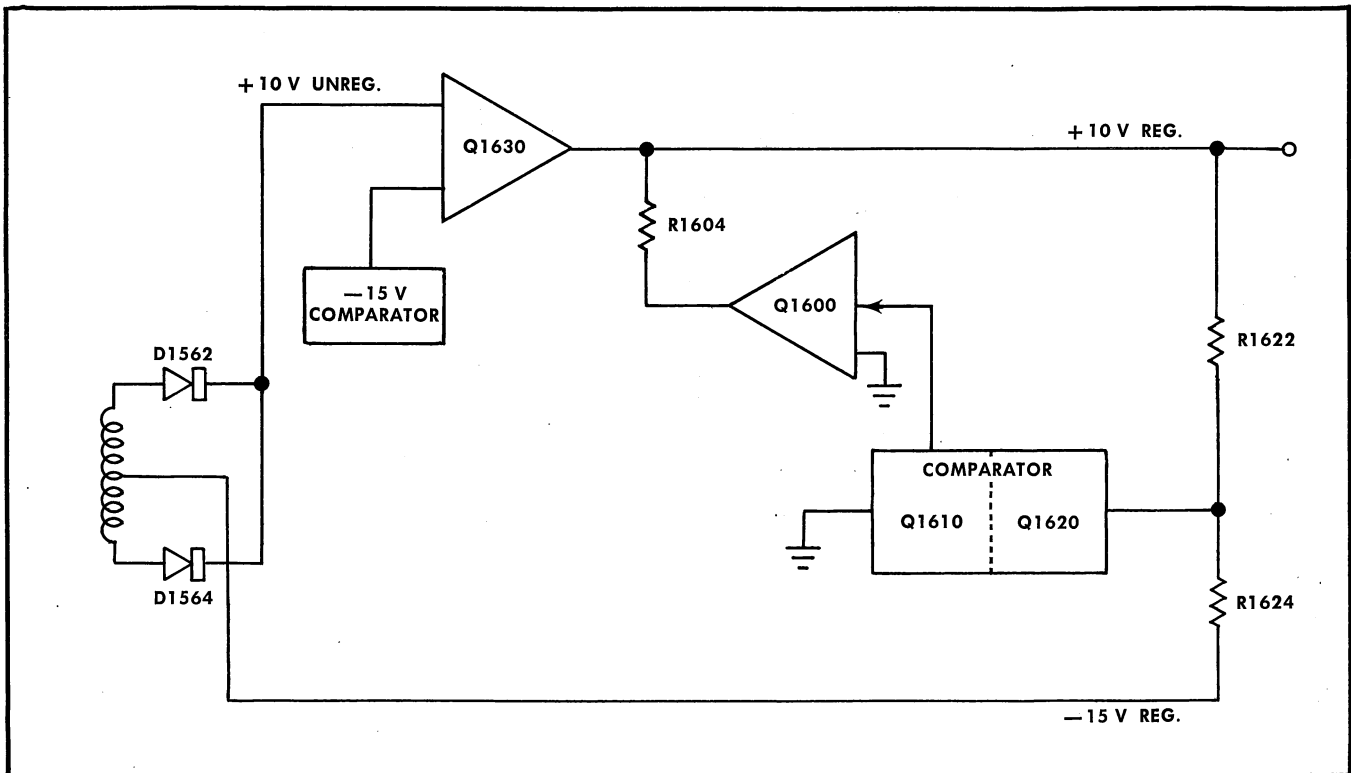 +10 V UNREG.
Q1630
+10 V REG.
R1604
−15 V
COMPARATOR
Q1600
D1562
R1622
COMPARATOR
Q1610
Q1620
D1564
R1624
−15 V REG.